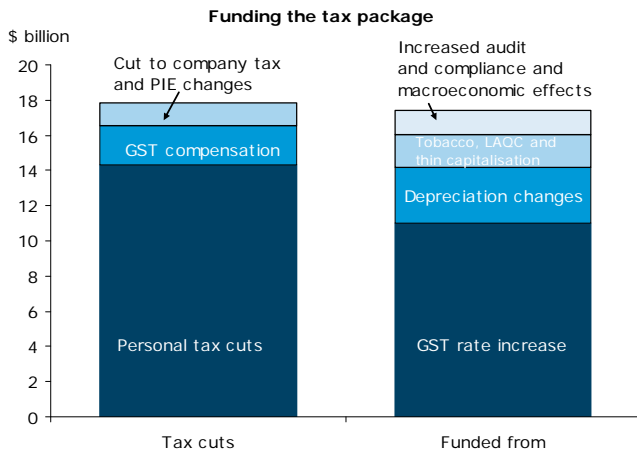 Funding the tax package
$ billion
20
18
16
14
12
10
8
6
4
2
0
Cut to company tax
and PIE changes
GST compensation
Personal tax cuts
Increased audit
and compliance and
macroeconomic effects
Tobacco, LAQC and
thin capitalisation
Depreciation changes
GST rate increase
Tax cuts
Funded from